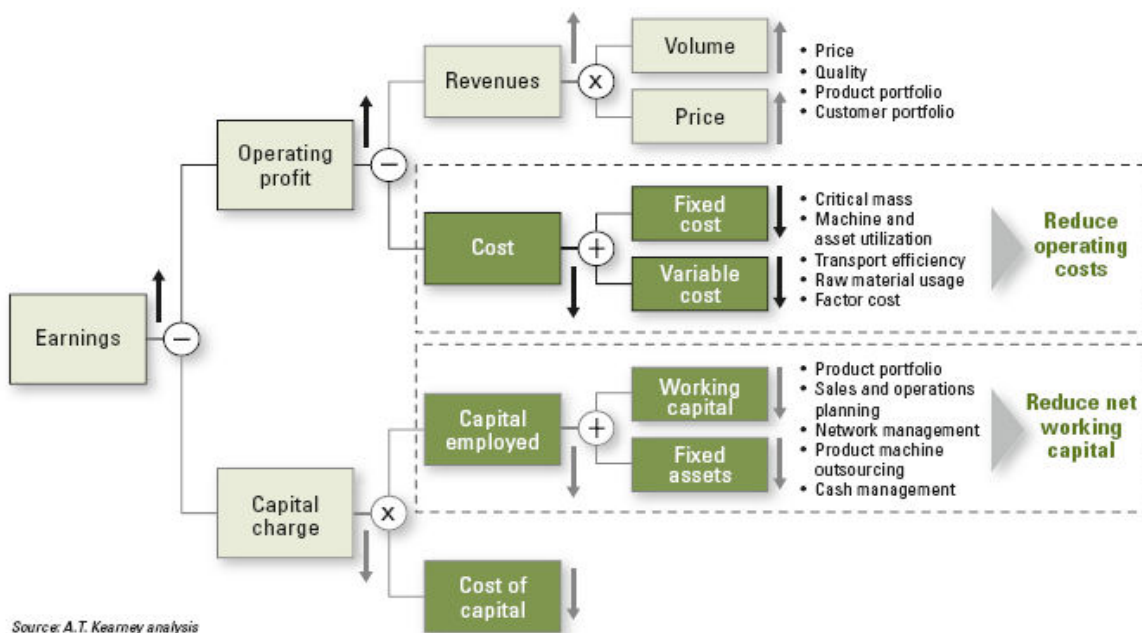 Volume
Revenues
x
Price
• Price
• Quality
• Product portfolio
• Customer portfolio
Operating
profit
−
Cost
+
Fixed
cost
Variable
cost
• Critical mass
• Machine and
asset utilization
• Transport efficiency
• Raw material usage
• Factor cost
Reduce
operating
costs
Earnings
−
Capital
charge
x
Capital
employed
+
Working
capital
Fixed
assets
• Product portfolio
• Sales and operations
planning
• Network management
• Product machine
outsourcing
• Cash management
Reduce net
working
capital
Cost of
capital
Source: A.T. Kearney analysis